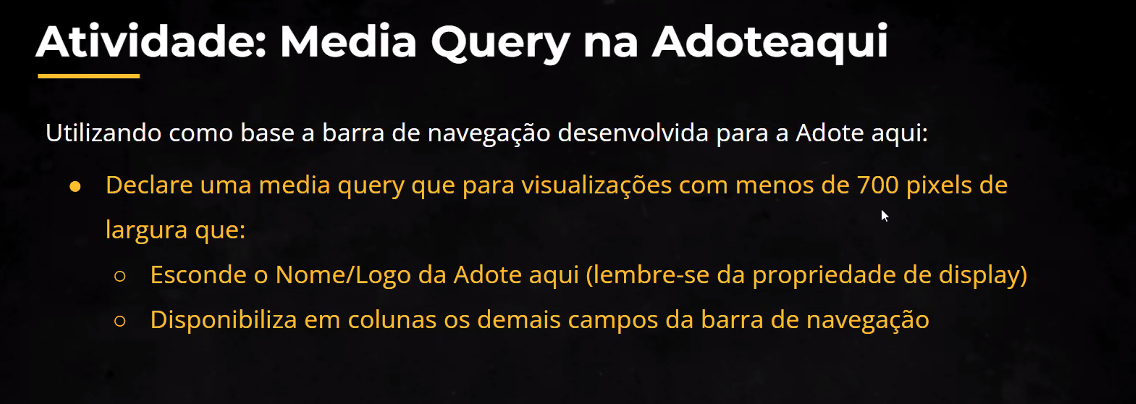 Atividade: Media Query na Adoteaqui
Utilizando como base a barra de navegação desenvolvida para a Adote aqui:
● Declare uma media query que para visualizações com menos de 700 pixels de
largura que:
○ Esconde o Nome/Logo da Adote aqui (lembre-se da propriedade de display)
○ Disponibiliza em colunas os demais campos da barra de navegação